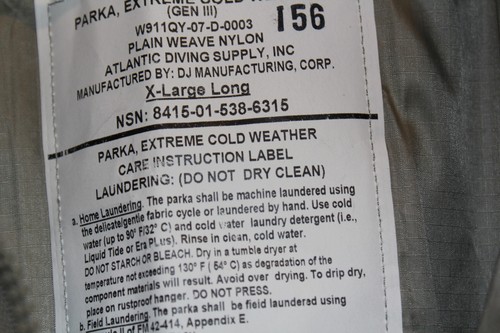 PARKA, EXTREME COLD
(GEN III)
156
W911QY-07-D-0003
PLAIN WEAVE NYLON
ATLANTIC DIVING SUPPLY, INC
MANUFACTURED BY: DJ MANUFACTURING, CORP.
X-Large Long
NSN: 8415-01-538-6315
PARKA, EXTREME COLD WEATHER
CARE INSTRUCTION LABEL
LAUNDERING: (DO NOT DRY CLEAN)
a. Home Laundering. The parka shall be machine laundered using
the delicate/gentle fabric cycle or laundered by hand. Use cold
water (up to 90° F/32° C) and cold water laundry detergent (i.e.,
Liquid Tide or Era PLus). Rinse in clean, cold water.
DO NOT STARCH OR BLEACH. Dry in a tumble dryer at
temperature not exceeding 130° F ( 54° C) as degradation of the
component materials will result. Avoid over drying. To drip dry,
place on rustproof hanger. DO NOT PRESS.
b. Field Laundering. The parka shall be field laundered using
II of FM 42-414, Appendix E.